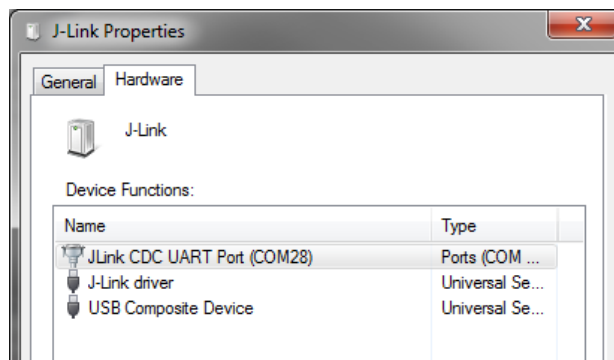 J-Link Properties
General Hardware
J-Link
Device Functions:
Name Type
JLink CDC UART Port (COM28) Ports (COM ...
J-Link driver Universal Se...
USB Composite Device Universal Se...